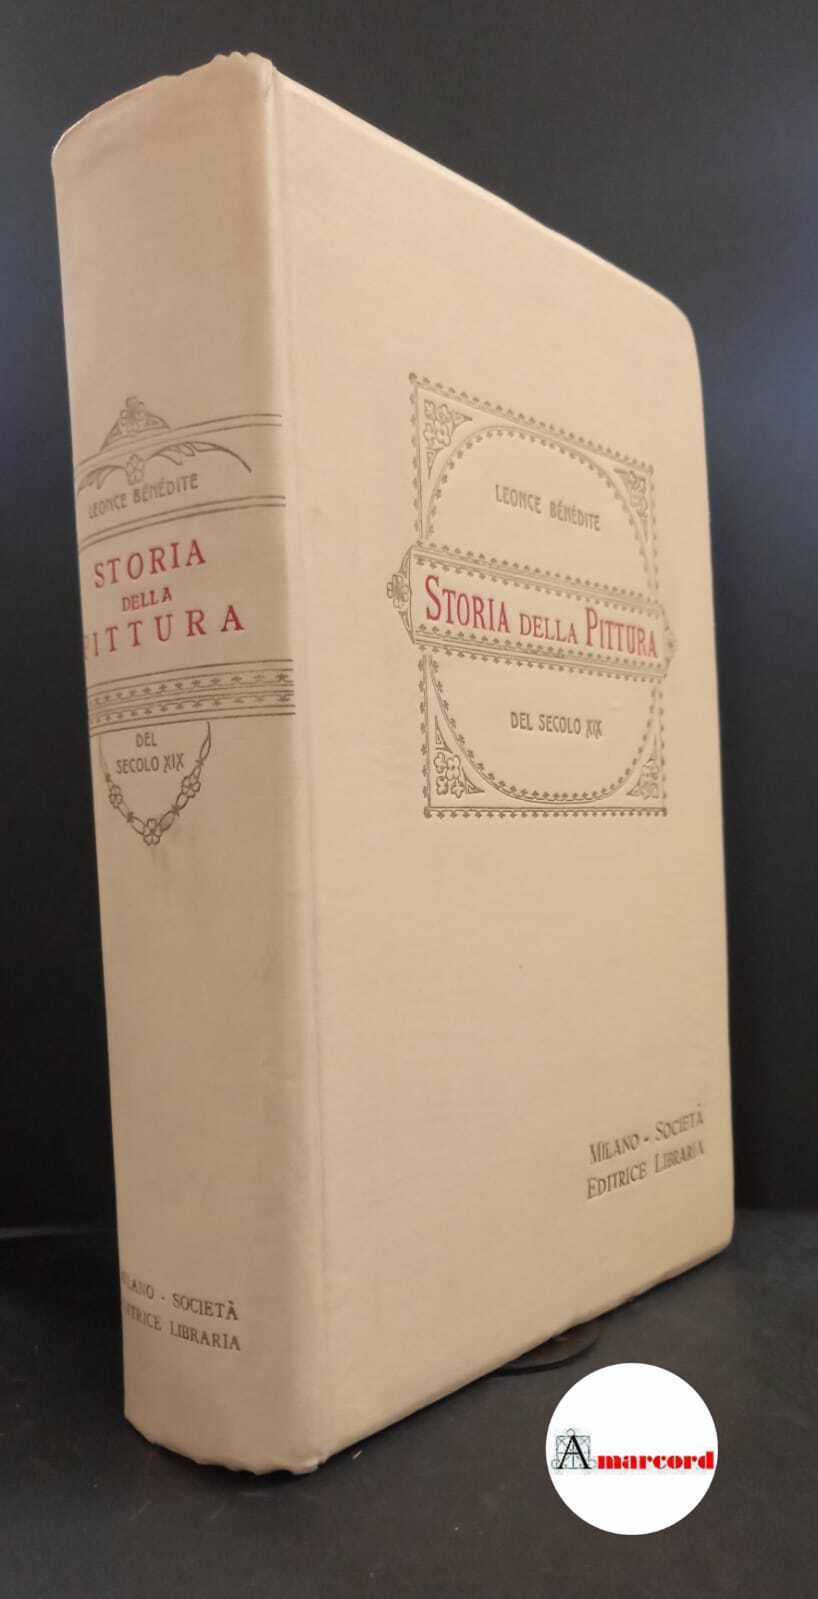 LEONCE BÉNÉDITE
STORIA
DELLA
PITTURA
DEL
SECOLO XIX
MILANO - SOCIETÀ
EDITRICE LIBRARIA
LEONCE BÉNÉDITE
STORIA DELLA PITTURA
DEL SECOLO XIX
MILANO - SOCIETÀ
EDITRICE LIBRARIA
Amarcord